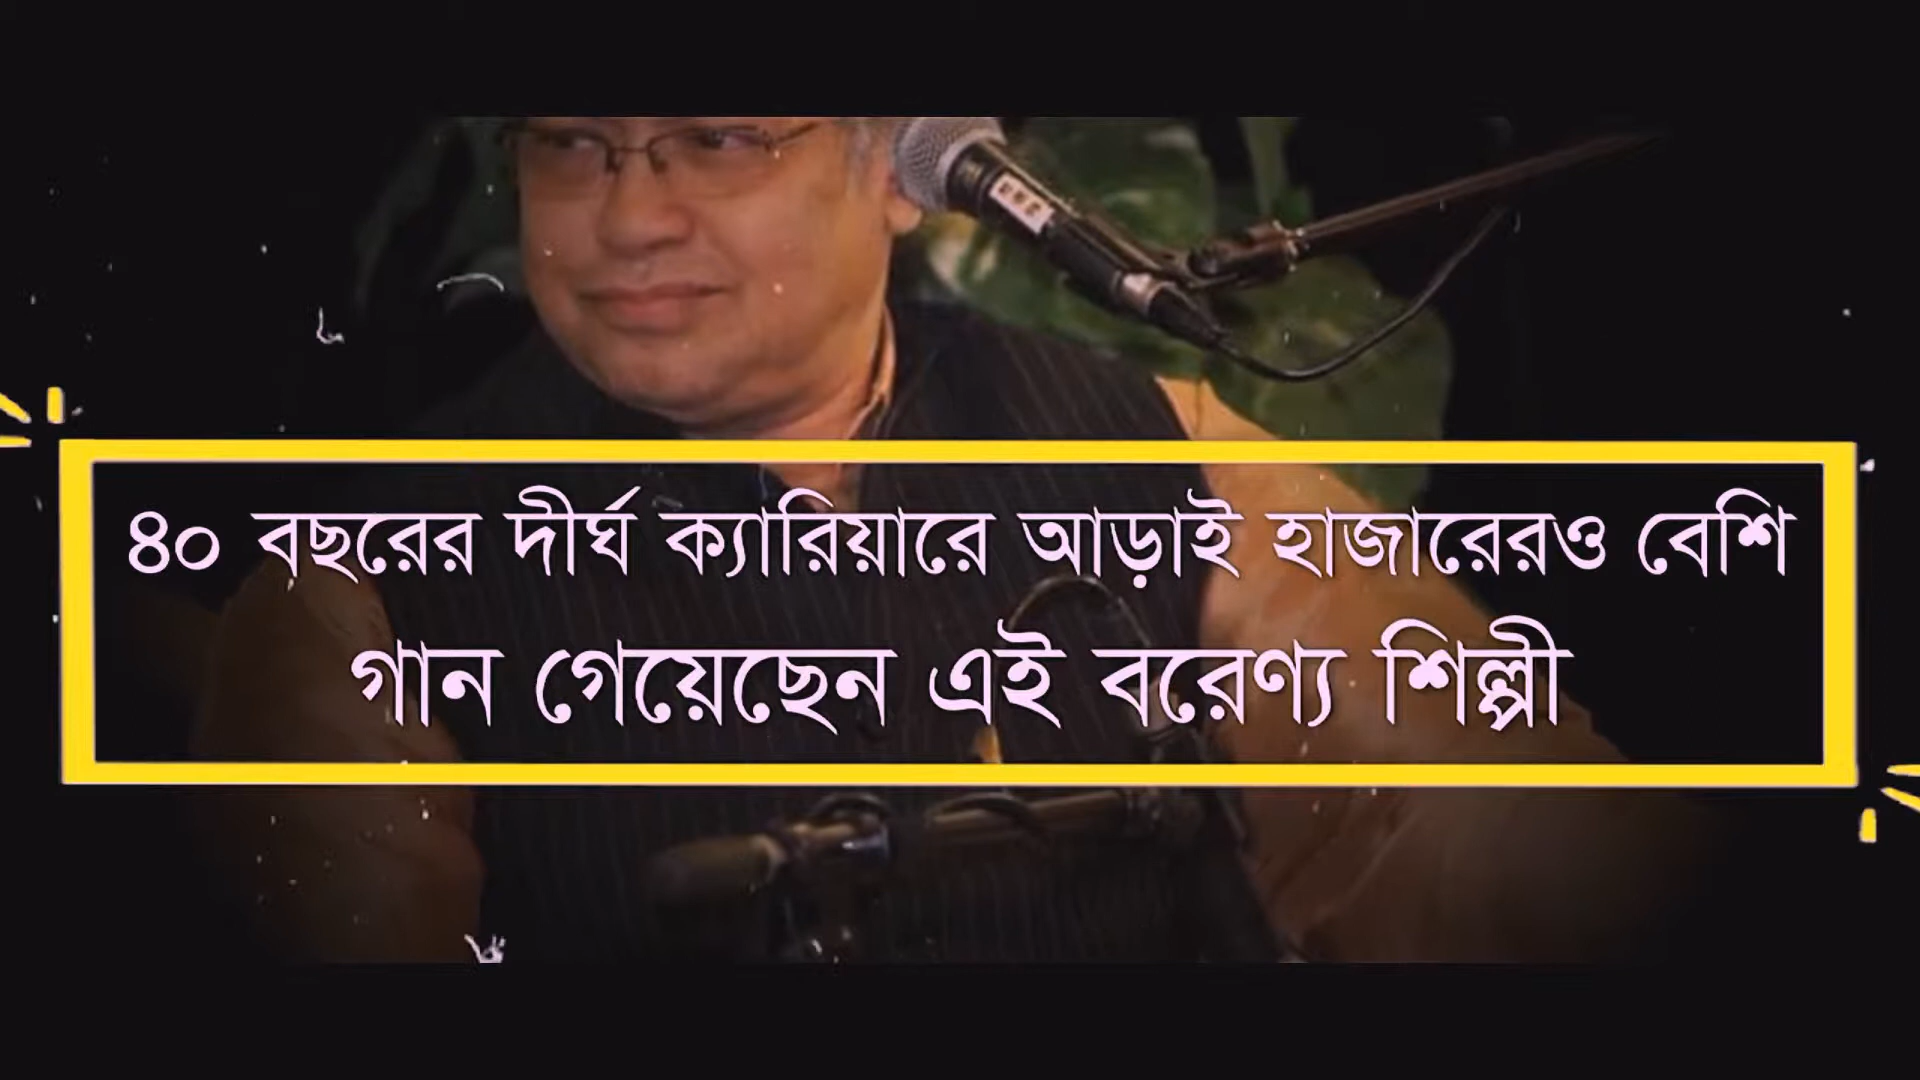 ৪০ বছরের দীর্ঘ ক্যারিয়ারে আড়াই হাজারেরও বেশি
গান গেয়েছেন এই বরেণ্য শিল্পী